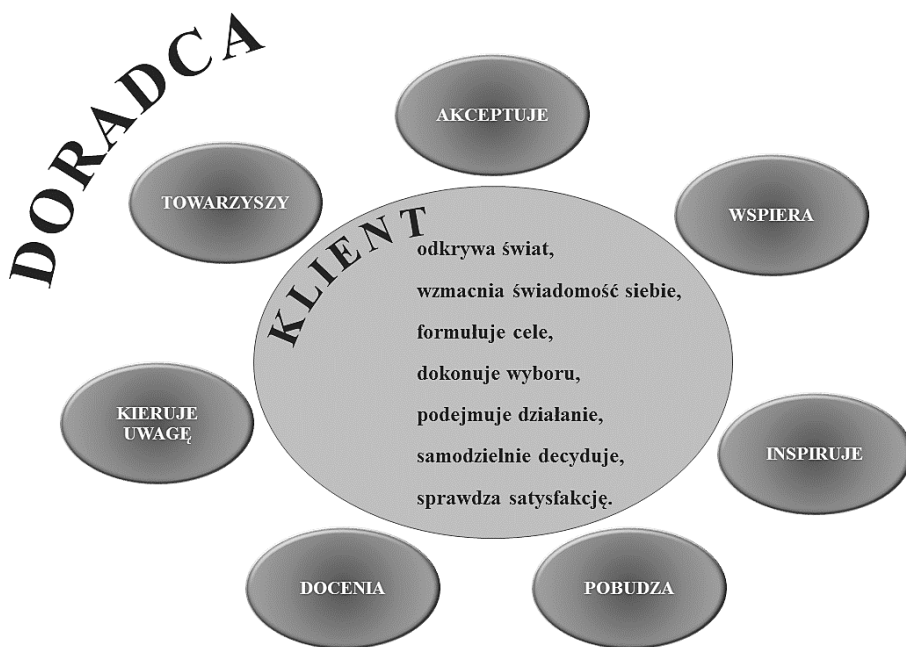 DORADCA
AKCEPTUJE
TOWARZYSZY
WSPIERA
KLIENT
odkrywa świat,
wzmacnia świadomość siebie,
formułuje cele,
dokonuje wyboru,
podejmuje działanie,
samodzielnie decyduje,
sprawdza satysfakcję.
KIERUJE
UWAGĘ
INSPIRUJE
DOCENIA
POBUDZA